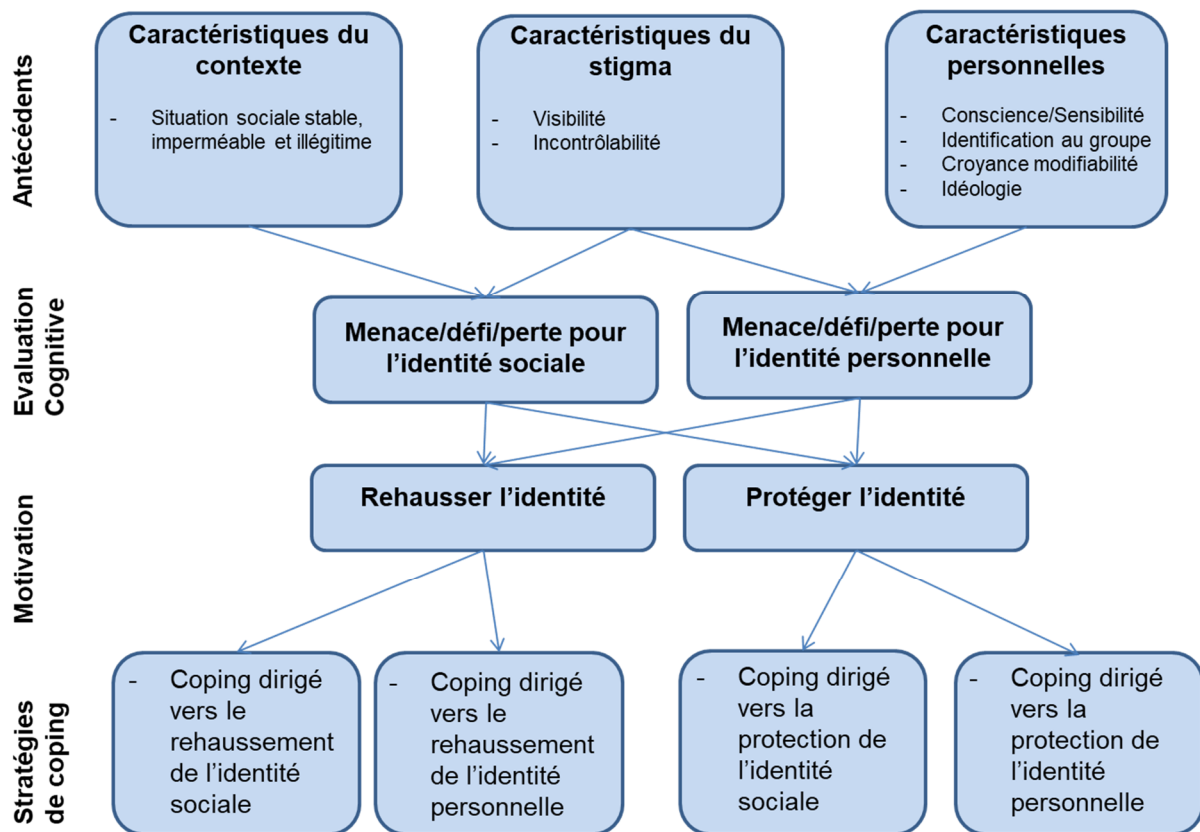 Antécédents
Caractéristiques du
contexte
- Situation sociale stable,
imperméable et illégitime
Caractéristiques du
stigma
- Visibilité
- Incontrôlabilité
Caractéristiques
personnelles
- Conscience/Sensibilité
- Identification au groupe
- Croyance modifiabilité
- Idéologie
Evaluation
Cognitive
Menace/défi/perte pour
l’identité sociale
Menace/défi/perte pour
l’identité personnelle
Motivation
Rehausser l’identité
Protéger l’identité
Stratégies
de coping
- Coping dirigé
vers le
rehaussement
de l’identité
sociale
- Coping dirigé
vers le
rehaussement
de l’identité
personnelle
- Coping dirigé
vers la
protection de
l’identité
sociale
- Coping dirigé
vers la
protection de
l’identité
personnelle